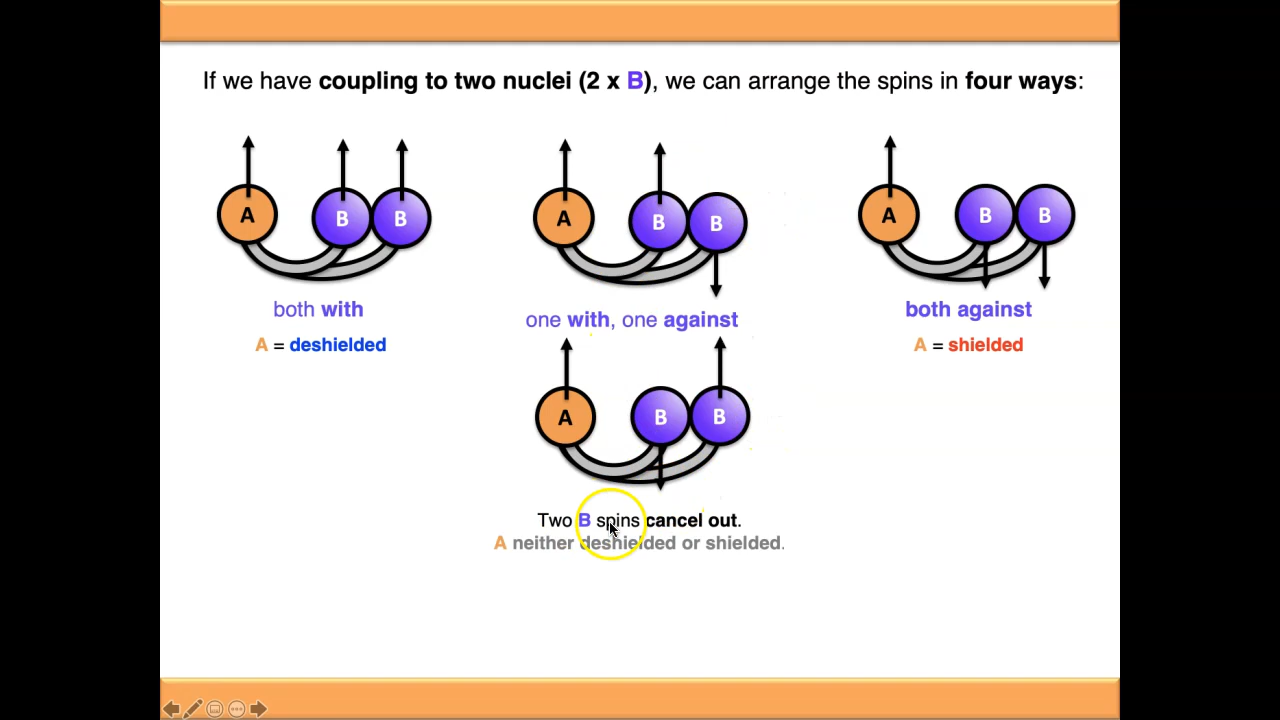 If we have coupling to two nuclei (2 x B), we can arrange the spins in four ways:
A B B
A B B
A B B
both with
one with, one against
both against
A = deshielded
A = shielded
A B B
Two B spins cancel out.
A neither deshielded or shielded.